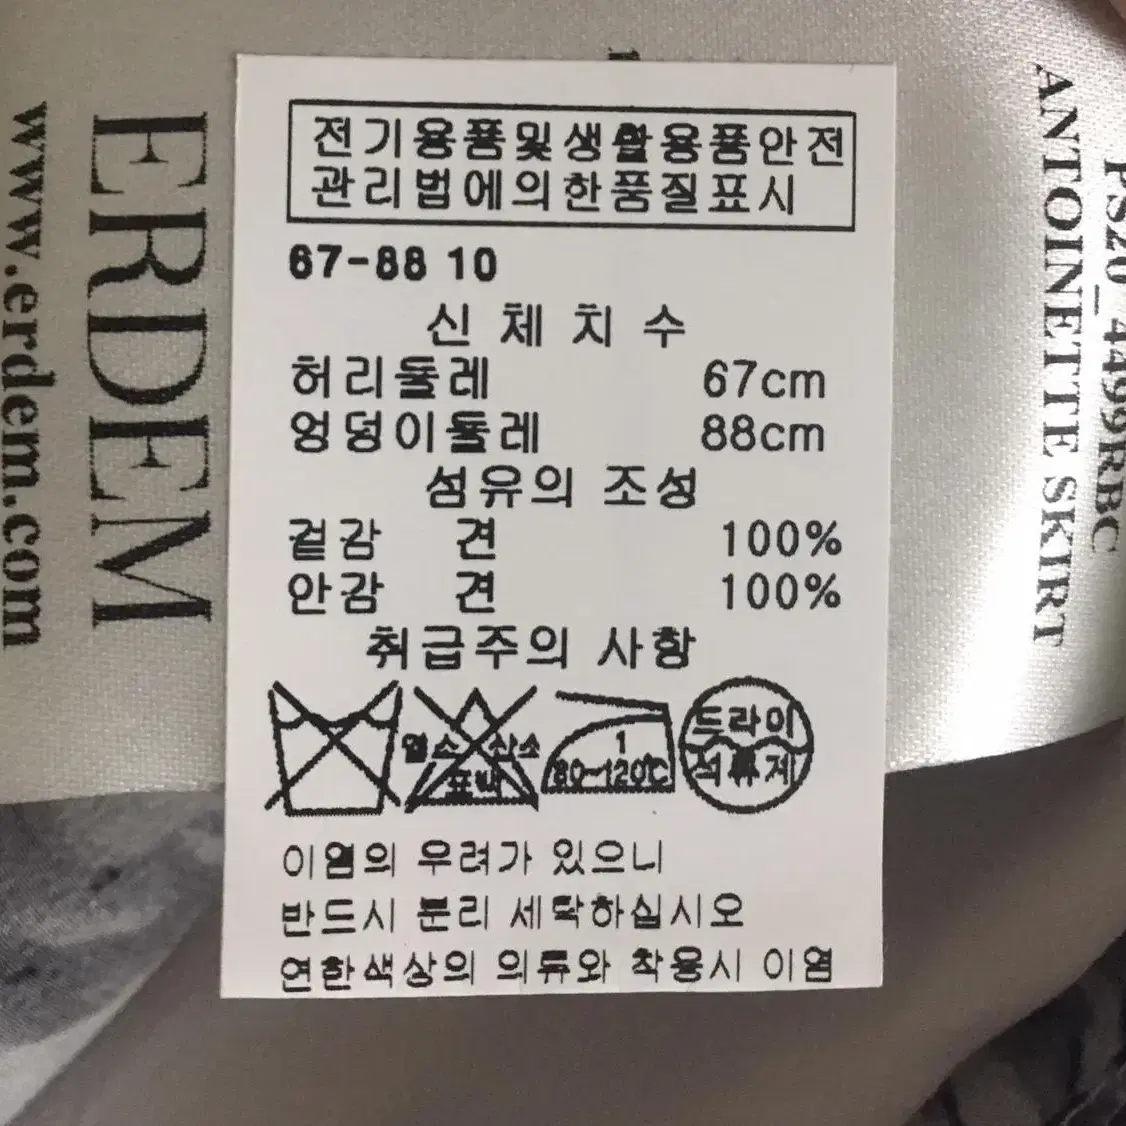 전기용품및생활용품안전
관리법에의한품질표시
67-88 10
신체치수
허리둘레 67cm
엉덩이둘레 88cm
섬유의 조성
겉감 견 100%
안감 견 100%
취급주의 사항
염소 산소
표백
1
80~120℃
드라이
석유제
이염의 우려가 있으니
반드시 분리 세탁하십시오
연한색상의 의류와 착용시 이염
ERDEM
www.erdem.com
PS20_4499RBC
ANTOINETTE SKIRT